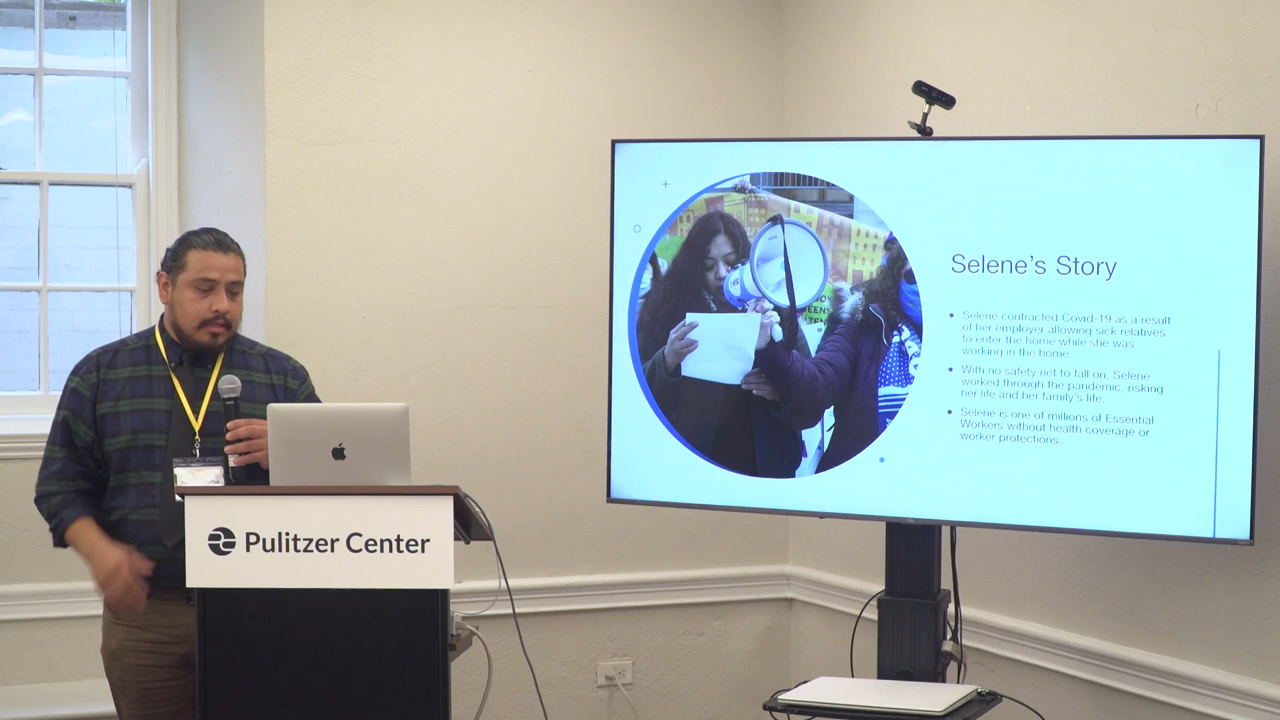 Pulitzer Center
Selene's Story
Selene contracted Covid-19 as a result
of her employer allowing sick relatives
to enter the home while she was
working in the home.
With no safety net to fall on, Selene
worked through the pandemic, risking
her life and her family's life.
Selene is one of millions of Essential
Workers without health coverage or
worker protections.